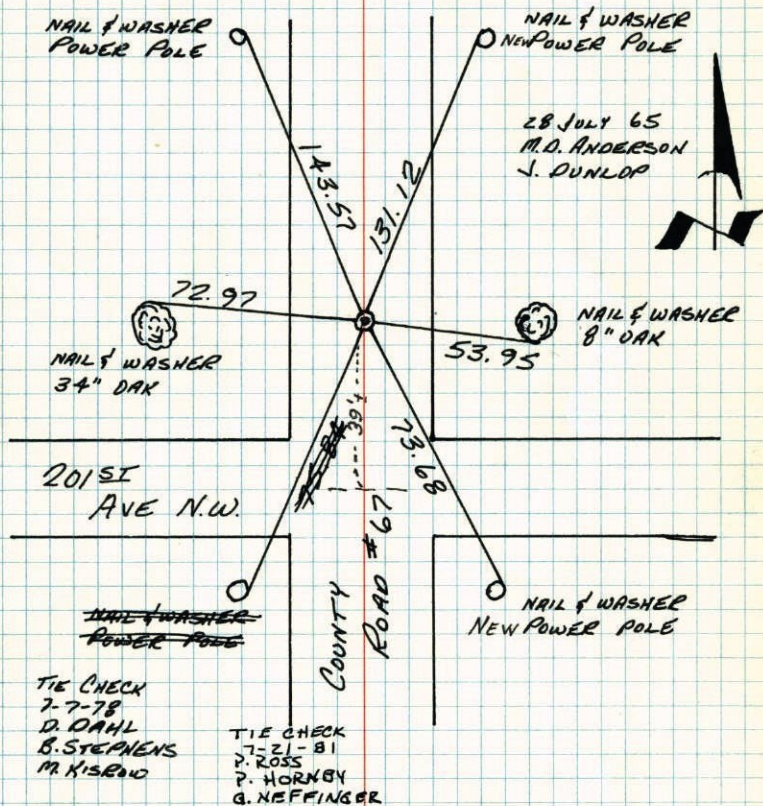 NAIL & WASHER
POWER POLE
NAIL & WASHER
NEW POWER POLE
28 JULY 65
M.D. ANDERSON
J. DUNLOP
143.57
131.12
72.97
53.95
NAIL & WASHER
34" OAK
NAIL & WASHER
8" OAK
39'±
73.68
201 ST
AVE N.W.
COUNTY
ROAD #67
NAIL & WASHER
POWER POLE
NAIL & WASHER
NEW POWER POLE
TIE CHECK
7-7-78
D. DAHL
B. STEPHENS
M. KISROW
TIE CHECK
7-21-81
P. ROSS
P. HORNBY
G. NEFFINGER